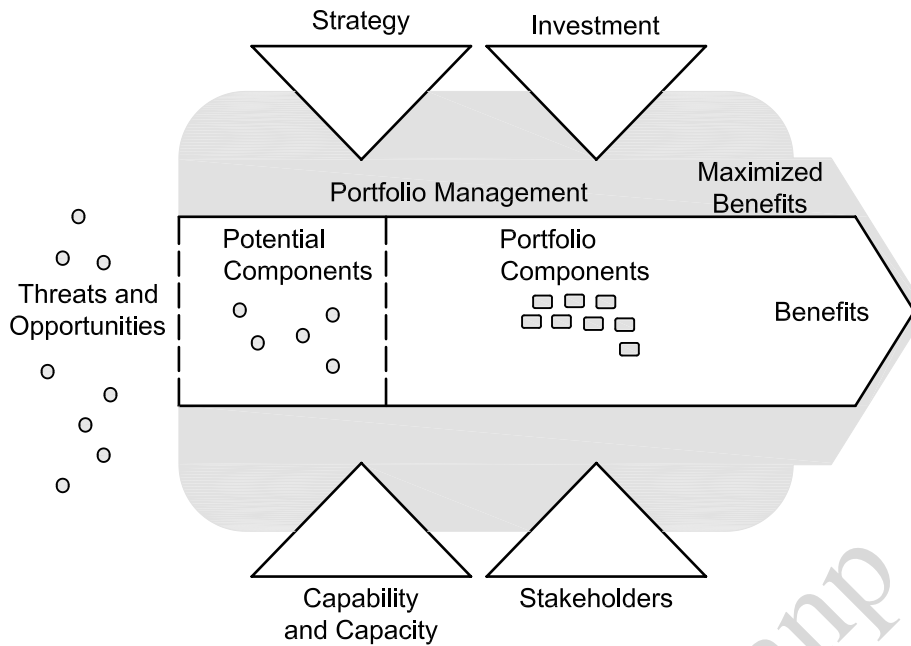 Strategy
Investment
Portfolio Management
Maximized
Benefits
Potential
Components
Portfolio
Components
Threats and
Opportunities
Benefits
Capability
and Capacity
Stakeholders